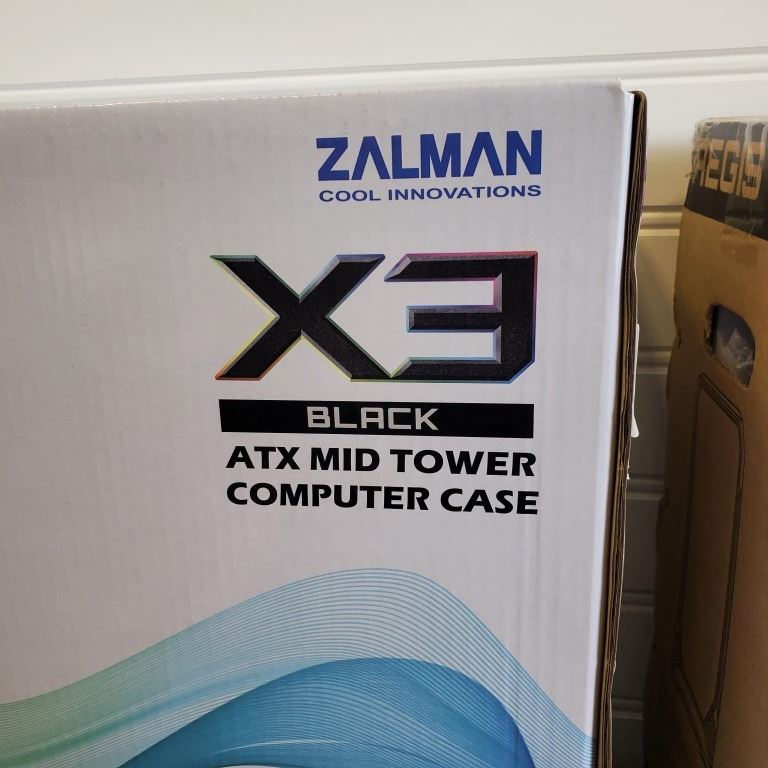 ZALMAN
COOL INNOVATIONS
X3
BLACK
ATX MID TOWER
COMPUTER CASE